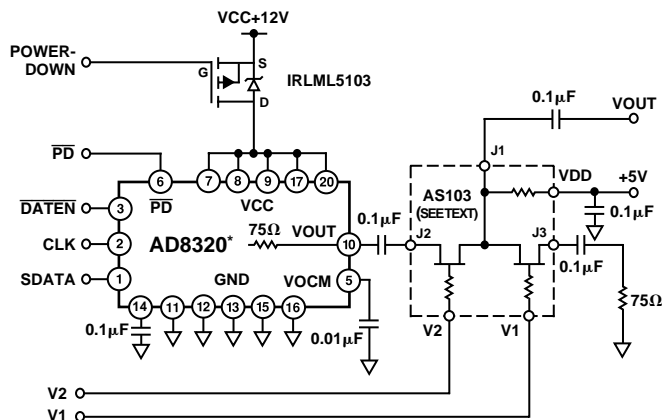 VCC+12V
POWER-
DOWN
G
S
D
IRLML5103
0.1µF
VOUT
J1
PD
6
7
8
9
17
20
PD
VCC
VDD
+5V
DATEN
3
AS103
(SEETEXT)
0.1µF
CLK
2
AD8320*
75Ω
VOUT
10
0.1µF
J2
J3
0.1µF
SDATA
1
GND
VOCM
5
14
11
12
13
15
16
0.1µF
0.01µF
75Ω
V2
V1
V2
V1